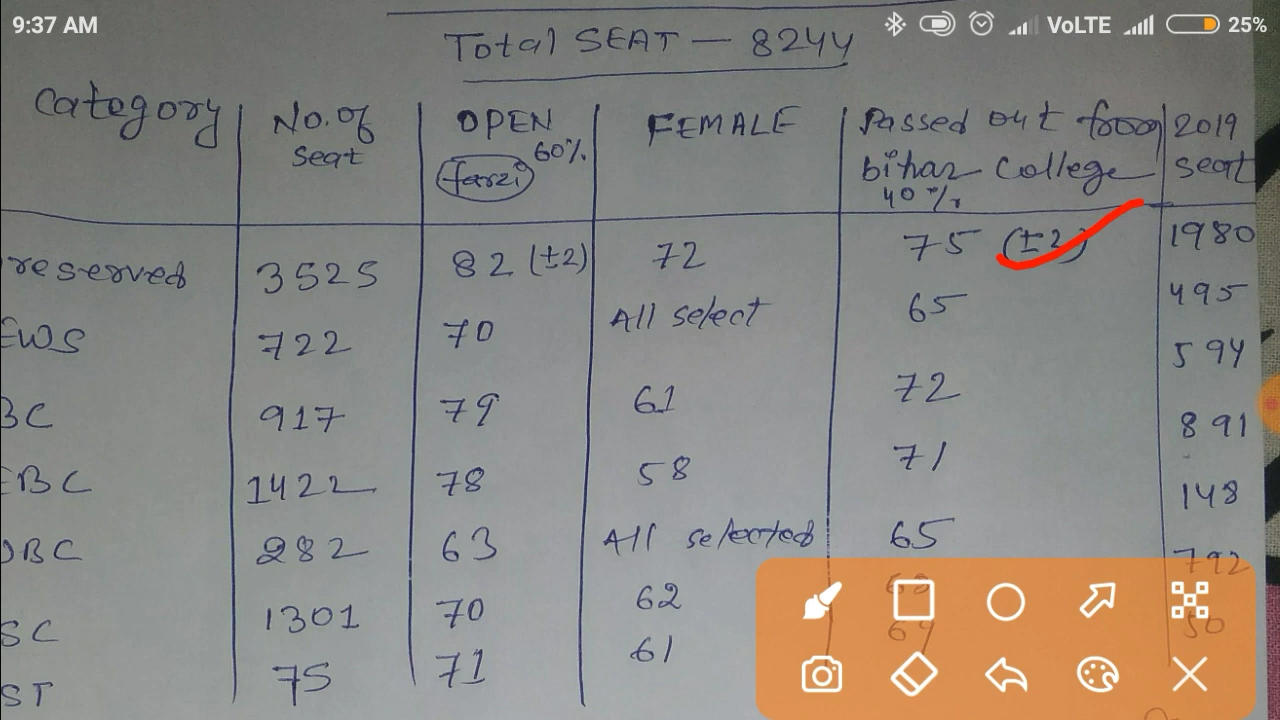 9:37 AM VoLTE 25%
Total SEAT — 8244
Category No. of seat OPEN 60% (farzi) FEMALE Passed out from bihar College 40% 2019 seat
reserved 3525 82 (±2) 72 75 (±2) 1980
EWS 722 70 All select 65 495
BC 917 79 61 72 594
EBC 1422 78 58 71 891
OBC 282 63 All selected 65 148
SC 1301 70 62 792
ST 75 71 61 50